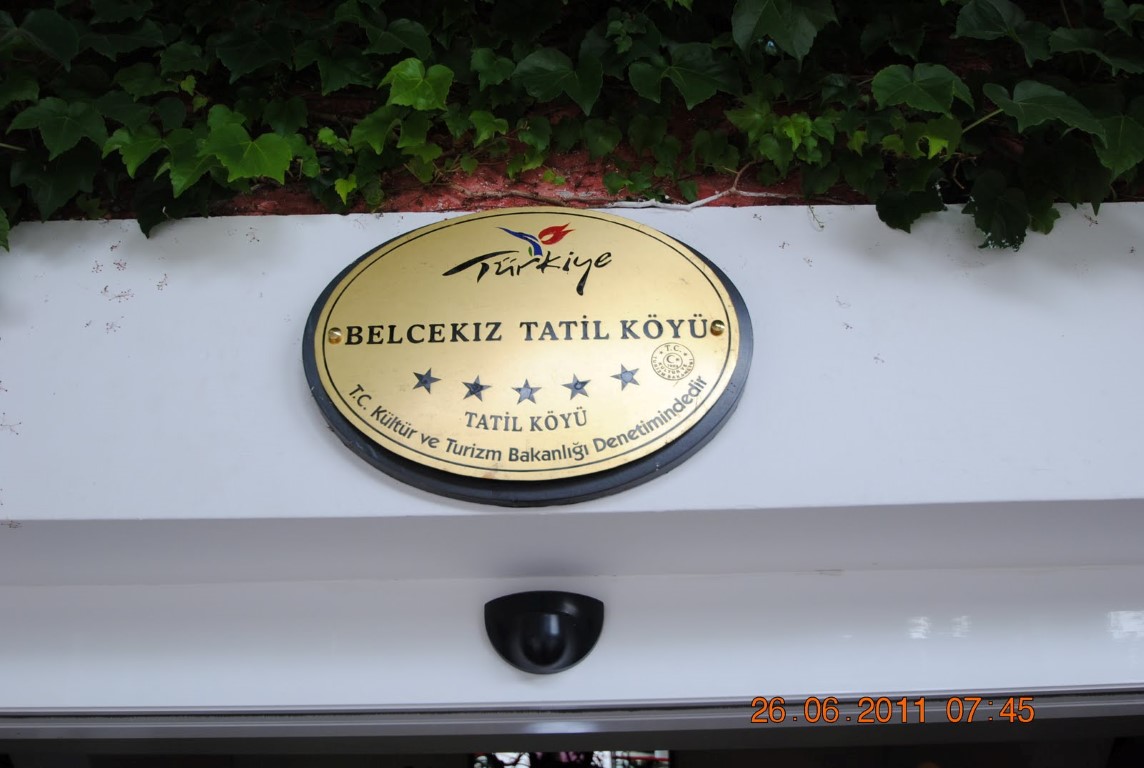 Türkiye
BELCEKIZ TATİL KÖYÜ
T.C.
TATİL KÖYÜ
T.C. Kültür ve Turizm Bakanlığı Denetimindedir
26.06.2011 07:45